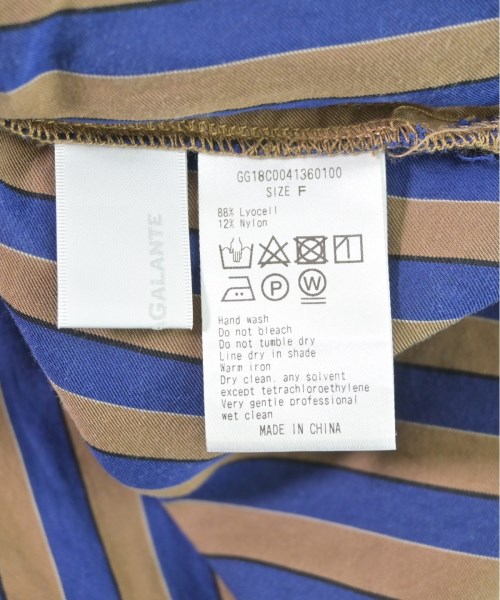 GALANTE
GG18C0041360100
SIZE F
88% Lyocell
12% Nylon
P
W
Hand wash
Do not bleach
Do not tumble dry
Line dry in shade
Warm iron
Dry clean, any solvent
except tetrachloroethylene
Very gentle professional
wet clean
MADE IN CHINA